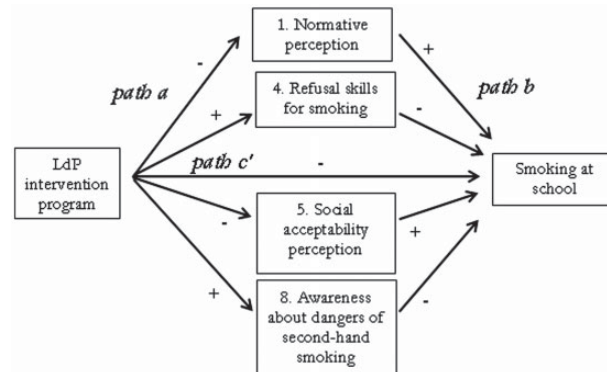 1. Normative
perception
-
+
path a
path b
4. Refusal skills
for smoking
+
-
path c'
-
LdP
intervention
program
Smoking at
school
5. Social
acceptability
perception
-
+
8. Awareness
about dangers of
second-hand
smoking
+
-